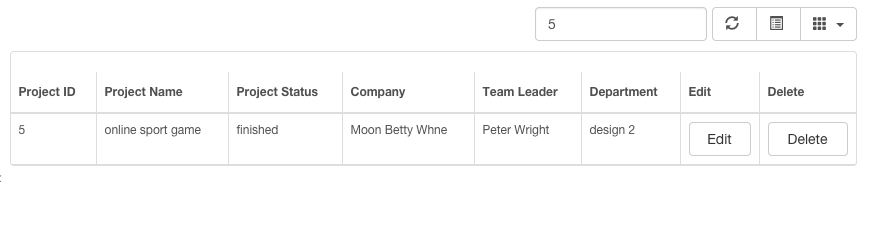 5
Project ID Project Name Project Status Company Team Leader Department Edit Delete
5 online sport game finished Moon Betty Whne Peter Wright design 2 Edit Delete